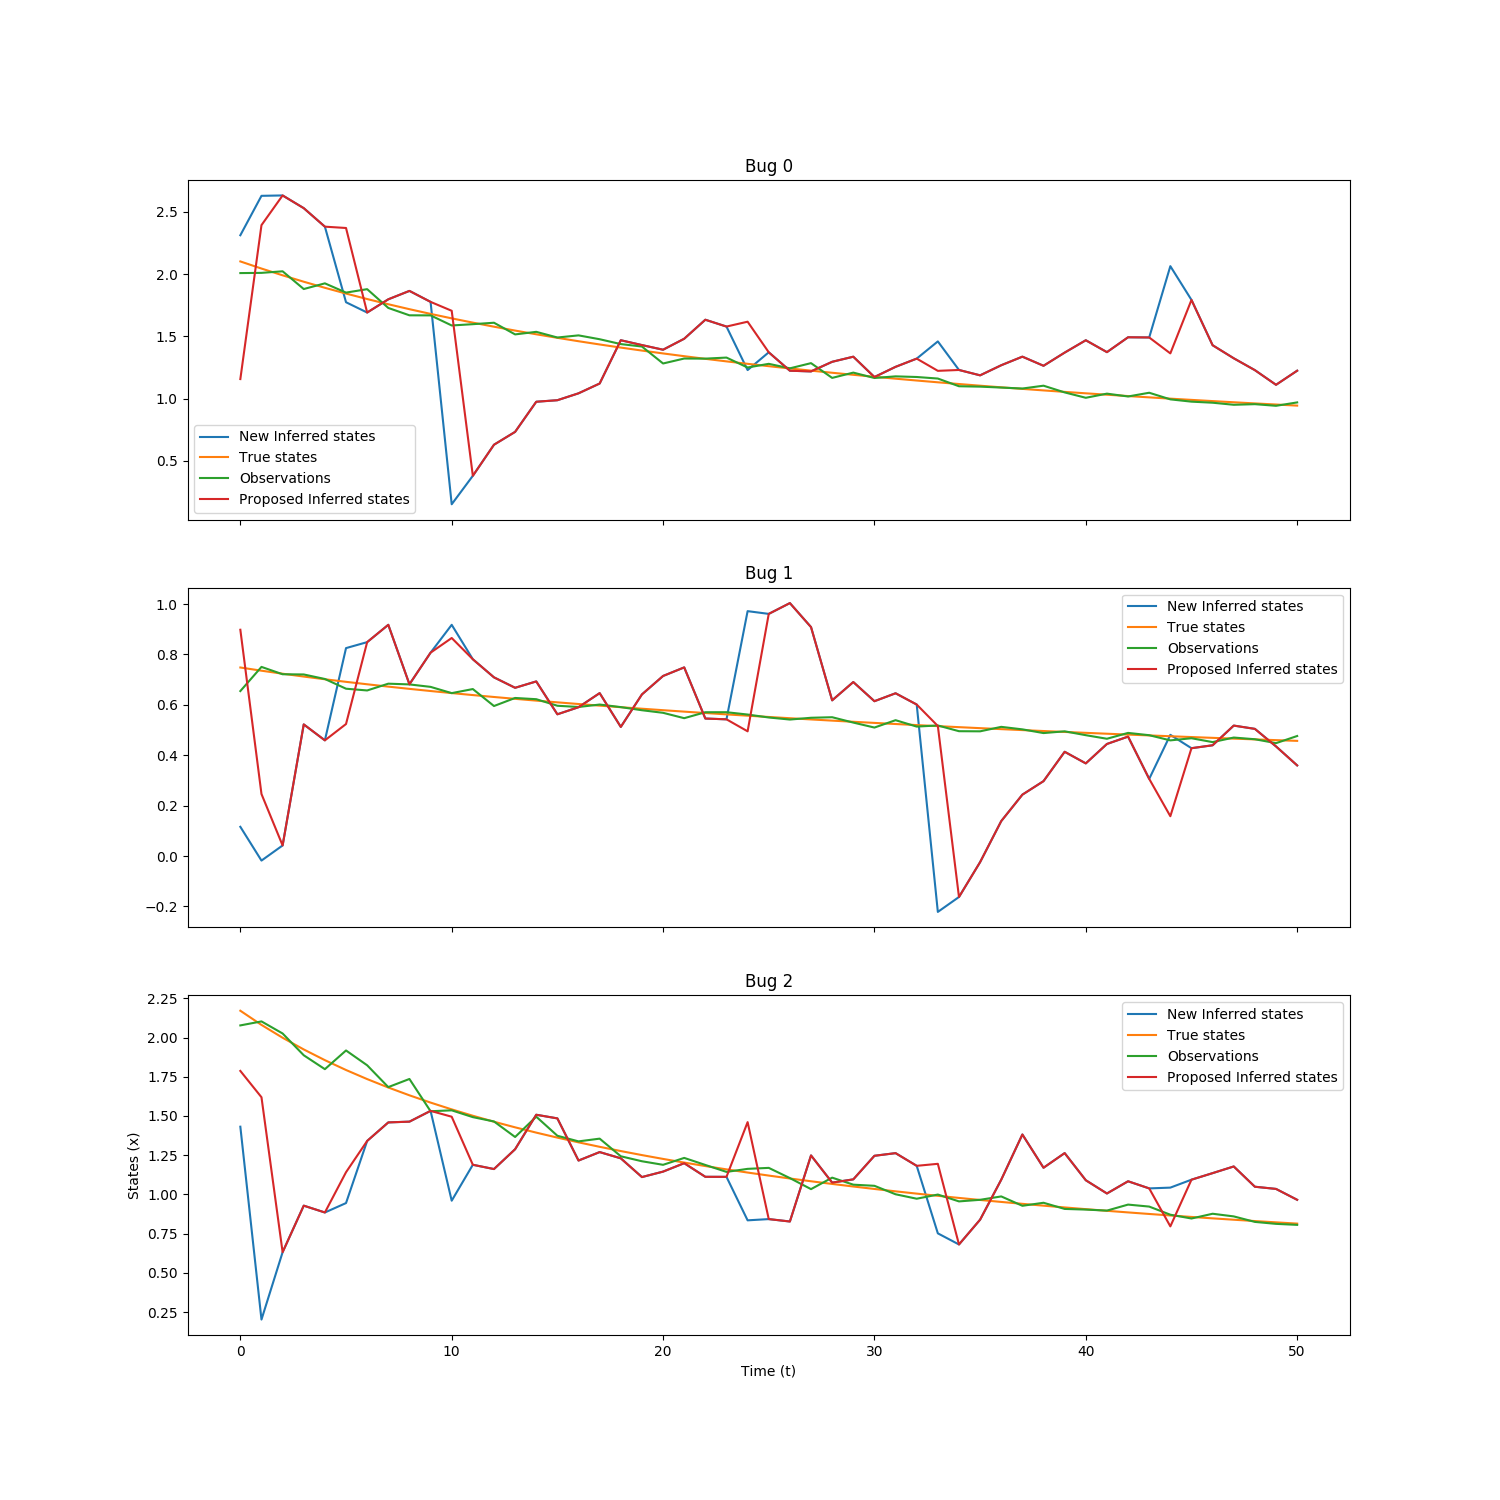 Bug 0
2.5
2.0
1.5
1.0
0.5
New Inferred states
True states
Observations
Proposed Inferred states
Bug 1
1.0
0.8
0.6
0.4
0.2
0.0
−0.2
New Inferred states
True states
Observations
Proposed Inferred states
Bug 2
States (x)
2.25
2.00
1.75
1.50
1.25
1.00
0.75
0.50
0.25
New Inferred states
True states
Observations
Proposed Inferred states
0 10 20 30 40 50
Time (t)